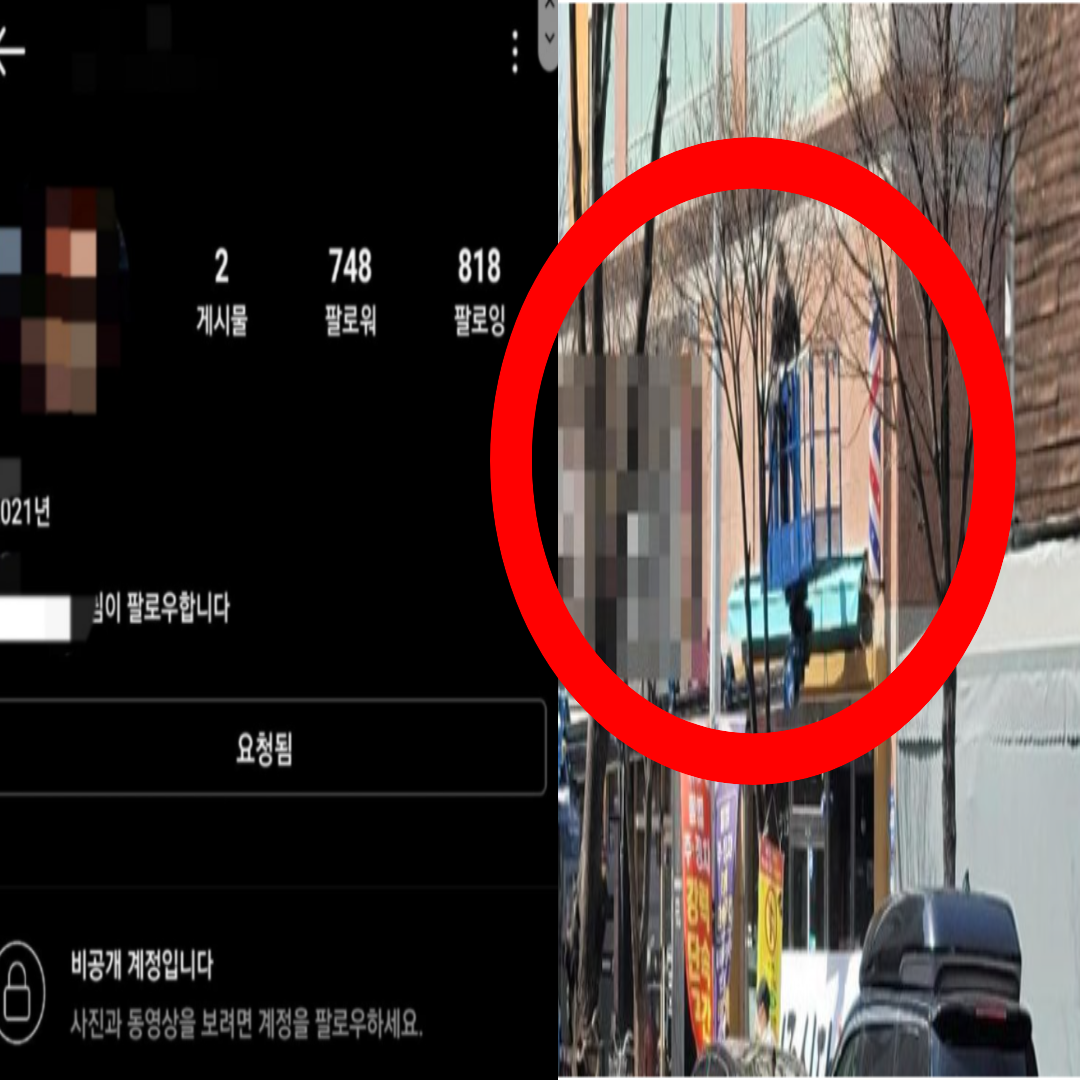 2
748
818
게시물
팔로워
팔로잉
021년
님이 팔로우합니다
요청됨
비공개 계정입니다
사진과 동영상을 보려면 계정을 팔로우하세요.